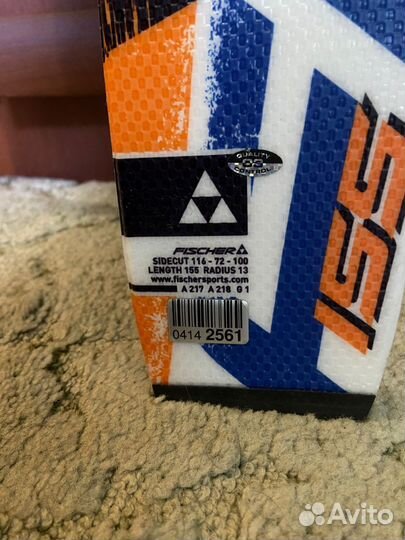 QUALITY
CONTROL
FISCHER
SIDECUT 116 - 72 - 100
LENGTH 155 RADIUS 13
www.fischersports.com
A 217 A 218 G 1
0414 2561
155
Avito